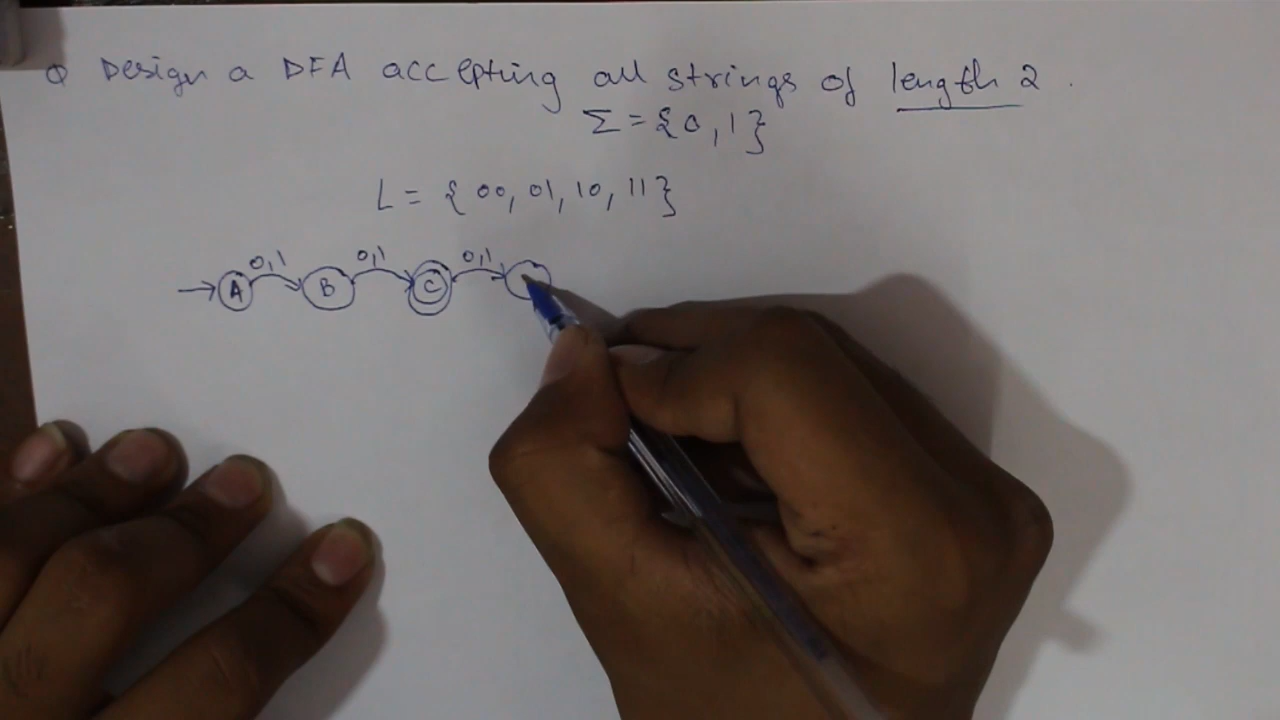 Q Design a DFA accepting all strings of length 2.
Σ = {0,1}
L = {00, 01, 10, 11}
0,1 0,1 0,1
A B C